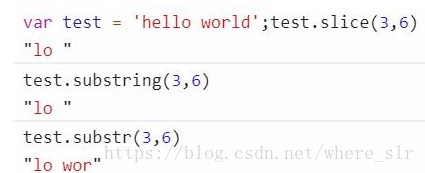 var test = 'hello world';test.slice(3,6)
"lo "
test.substring(3,6)
"lo "
test.substr(3,6)
"lo wor"
https://blog.csdn.net/where_slr